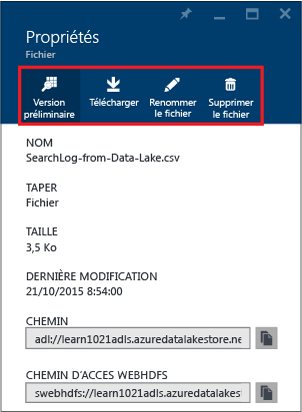 Propriétés
Fichier
Version préliminaire
Télécharger
Renommer le fichier
Supprimer le fichier
NOM
SearchLog-from-Data-Lake.csv
TAPER
Fichier
TAILLE
3,5 Ko
DERNIÈRE MODIFICATION
21/10/2015 8:54:00
CHEMIN
adl://learn1021adls.azuredatalakestore.ne
CHEMIN D'ACCES WEBHDFS
swebhdfs://learn1021adls.azuredatalakes